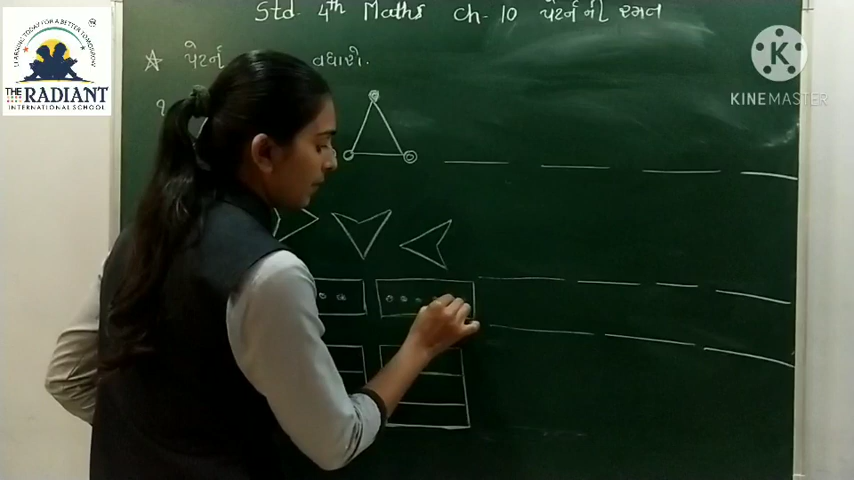 Std 4th Maths Ch-10 પેટર્ન ની રમત
પેટર્ન વધારો.
૧
LEARNING TODAY FOR A BETTER TOMORROW
THE RADIANT
INTERNATIONAL SCHOOL
K
KINEMASTER